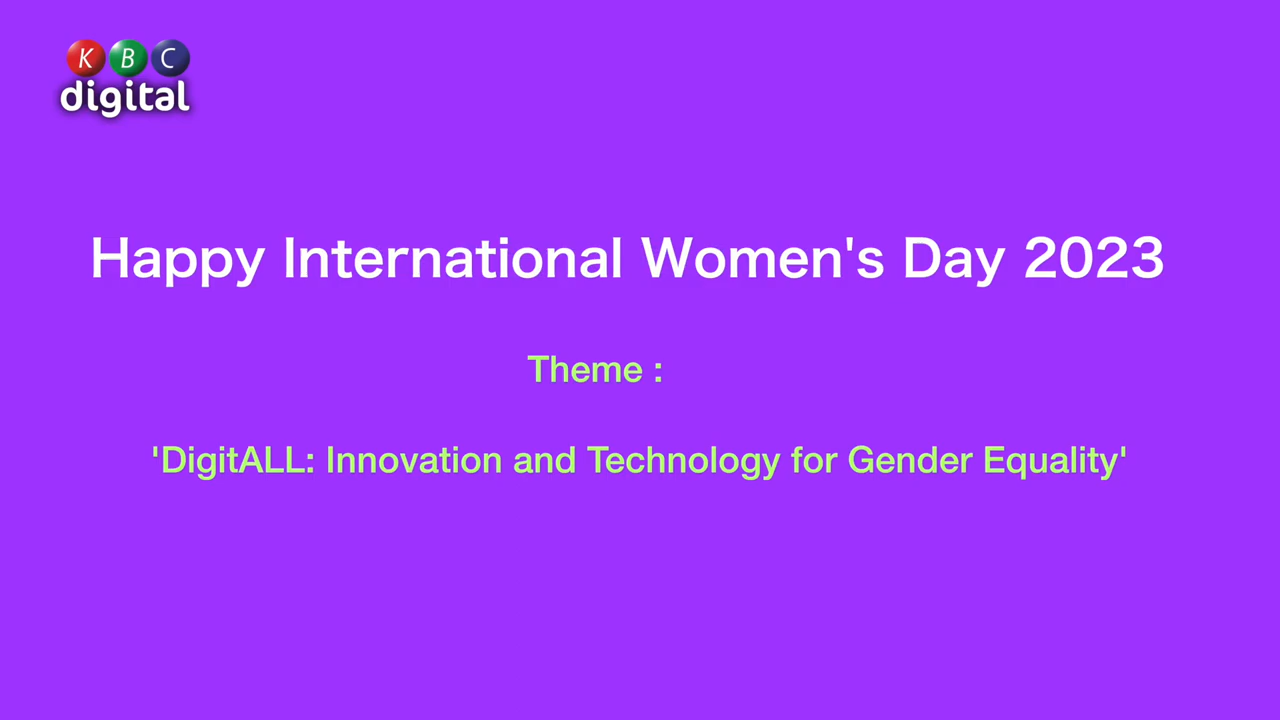 K B C
digital
Happy International Women's Day 2023
Theme :
'DigitALL: Innovation and Technology for Gender Equality'